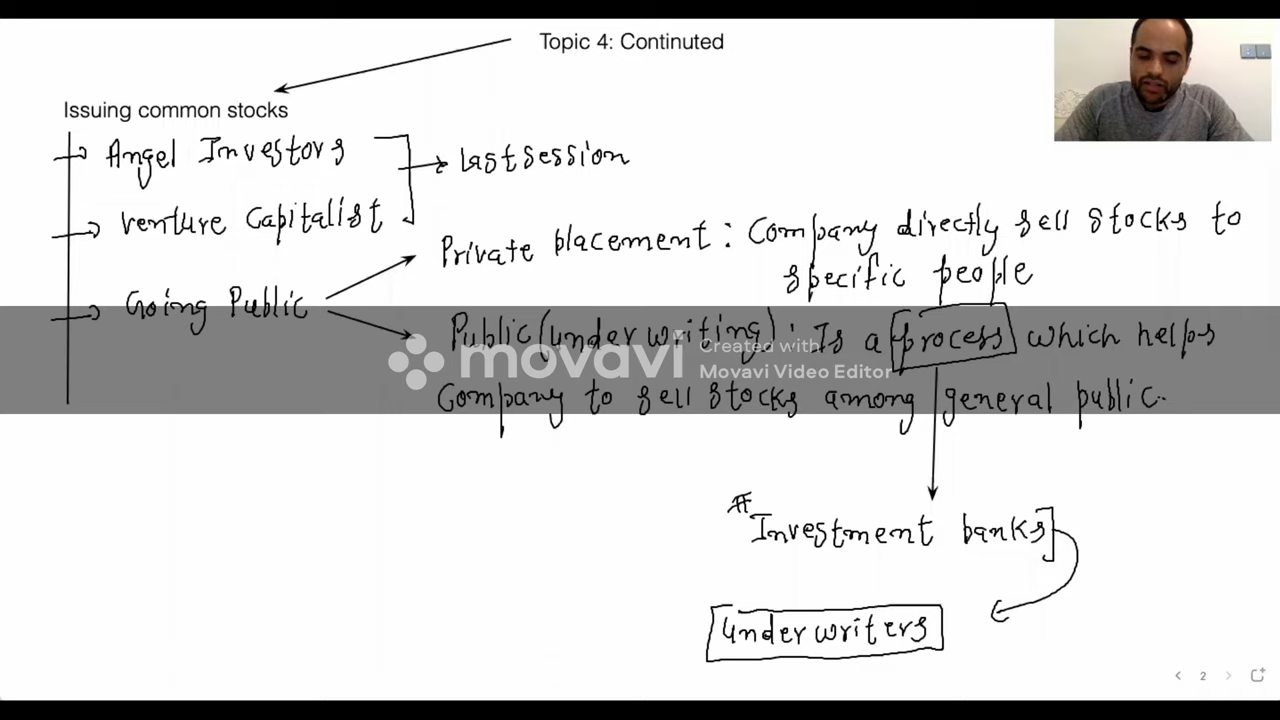 Topic 4: Continuted
Issuing common stocks
Angel Investors
Last session
Venture Capitalist
Private placement: Company directly sell stocks to
specific people
Going Public
Public (underwriting): Is a process which helps
Company to sell stocks among general public.
movavi
Created with
Movavi Video Editor
Investment banks
Underwriters
2